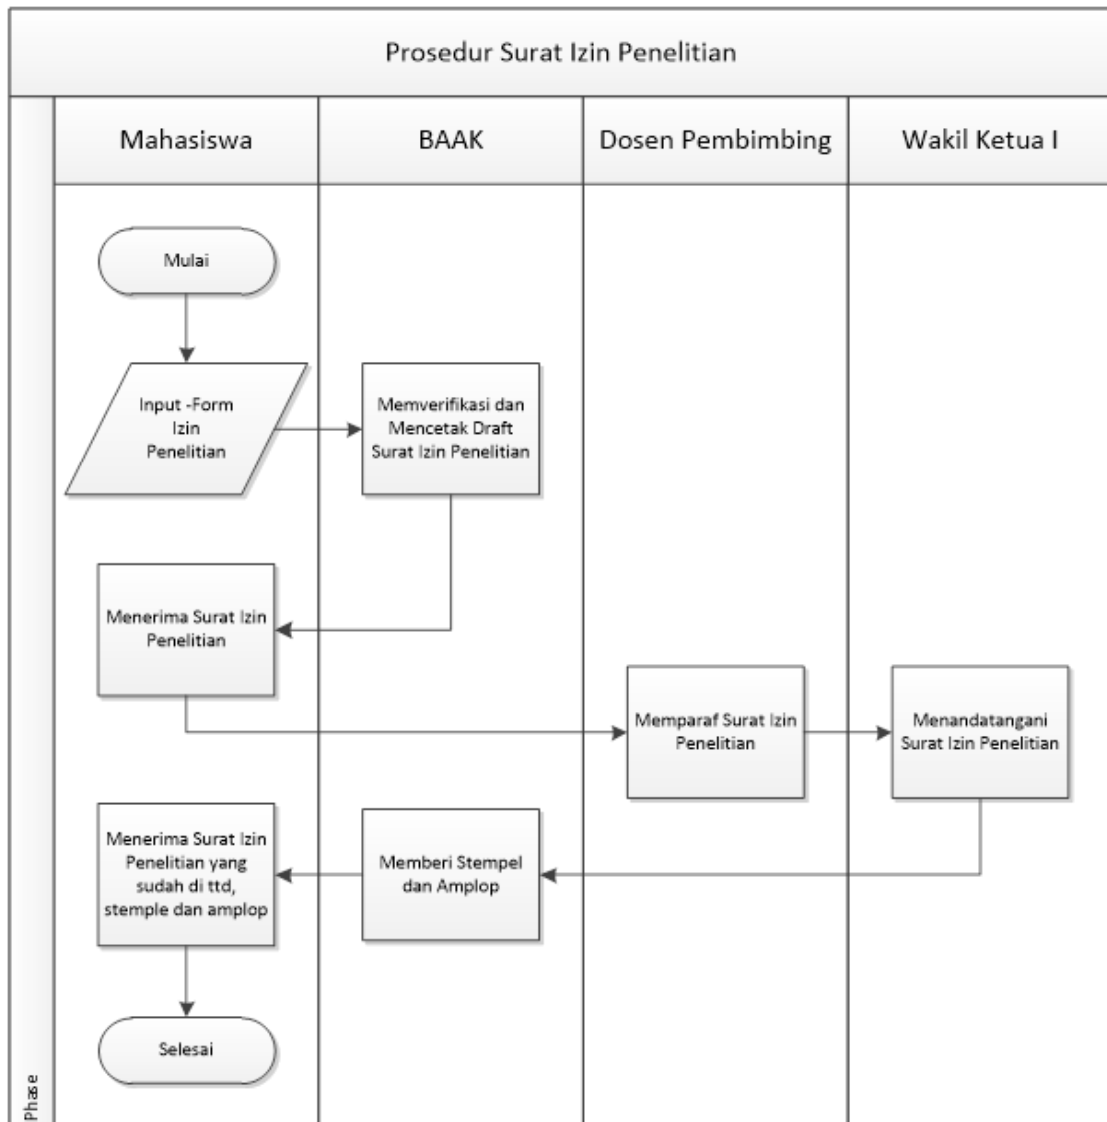 Prosedur Surat Izin Penelitian
Mahasiswa
BAAK
Dosen Pembimbing
Wakil Ketua I
Mulai
Input -Form
Izin
Penelitian
Memverifikasi dan
Mencetak Draft
Surat Izin Penelitian
Menerima Surat Izin
Penelitian
Memparaf Surat Izin
Penelitian
Menandatangani
Surat Izin Penelitian
Memberi Stempel
dan Amplop
Menerima Surat Izin
Penelitian yang
sudah di ttd,
stemple dan amplop
Selesai
Phase